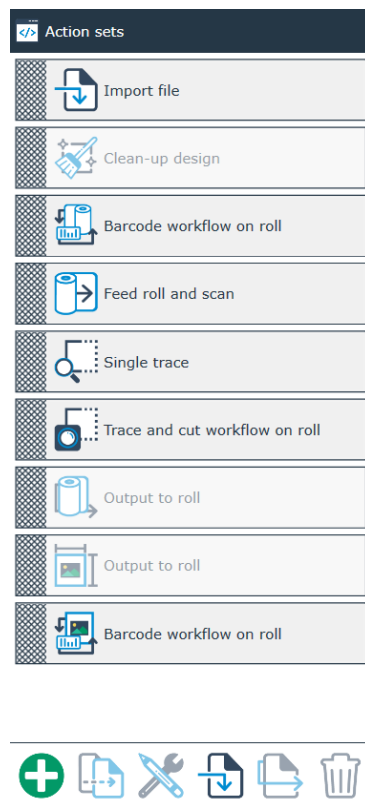 Action sets
Import file
Clean-up design
Barcode workflow on roll
Feed roll and scan
Single trace
Trace and cut workflow on roll
Output to roll
Output to roll
Barcode workflow on roll